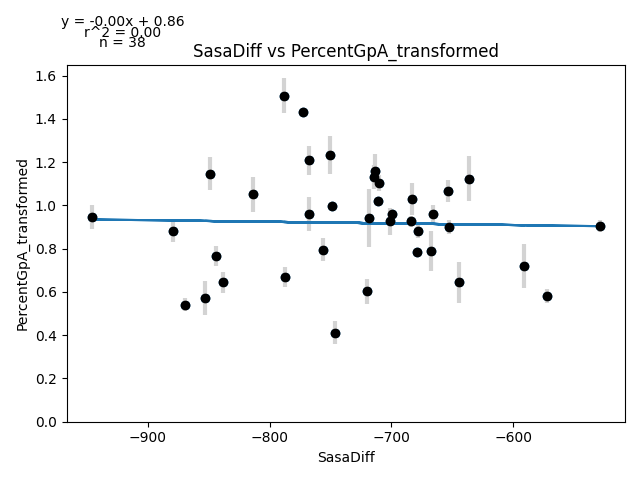 y = -0.00x + 0.86
r^2 = 0.00
n = 38
SasaDiff vs PercentGpA_transformed
1.6
1.4
1.2
1.0
0.8
0.6
0.4
0.2
0.0
PercentGpA_transformed
−900
−800
−700
−600
SasaDiff